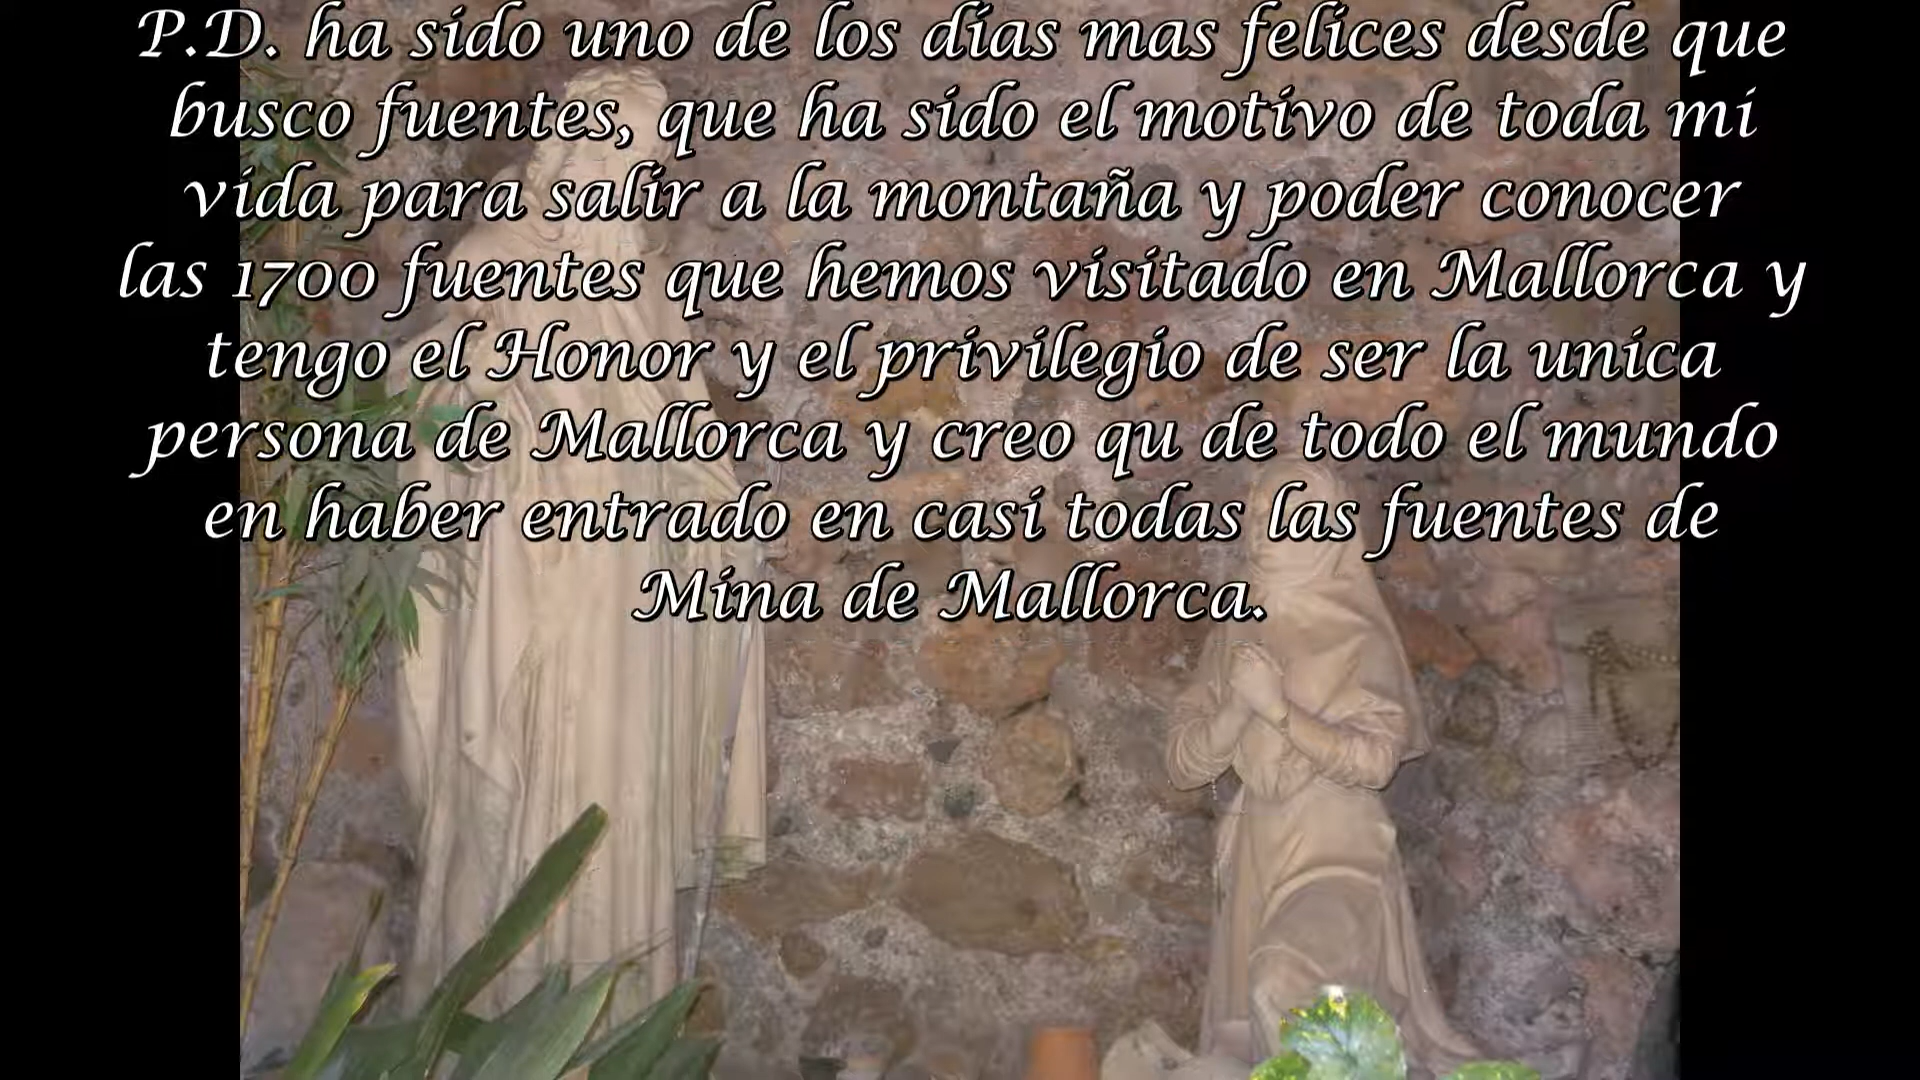 P.D. ha sido uno de los días mas felices desde que
busco fuentes, que ha sido el motivo de toda mi
vida para salir a la montaña y poder conocer
las 1700 fuentes que hemos visitado en Mallorca y
tengo el Honor y el privilegio de ser la unica
persona de Mallorca y creo qu de todo el mundo
en haber entrado en casi todas las fuentes de
Mina de Mallorca.